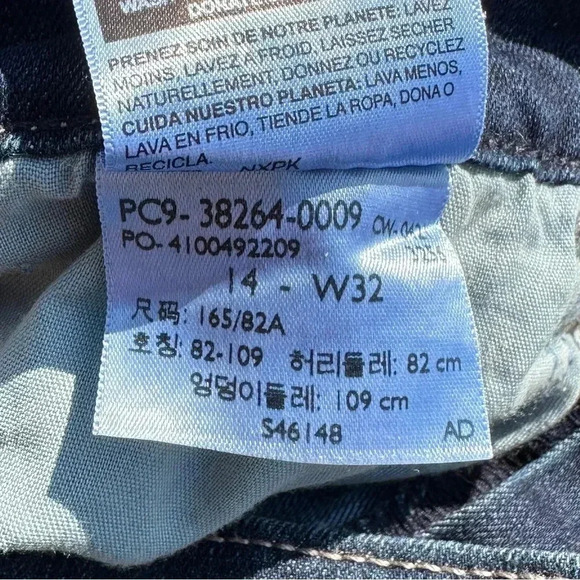 PRENEZ SOIN DE NOTRE PLANETE: LAVEZ
MOINS, LAVEZ A FROID, LAISSEZ SECHER
NATURELLEMENT, DONNEZ OU RECYCLEZ
CUIDA NUESTRO PLANETA: LAVA MENOS,
LAVA EN FRIO, TIENDE LA ROPA, DONA O
RECICLA.
NXPK
PC9-38264-0009
PO-4100492209
14 - W32
尺码: 165/82A
호칭: 82-109 허리둘레: 82 cm
엉덩이둘레: 109 cm
S46148 AD